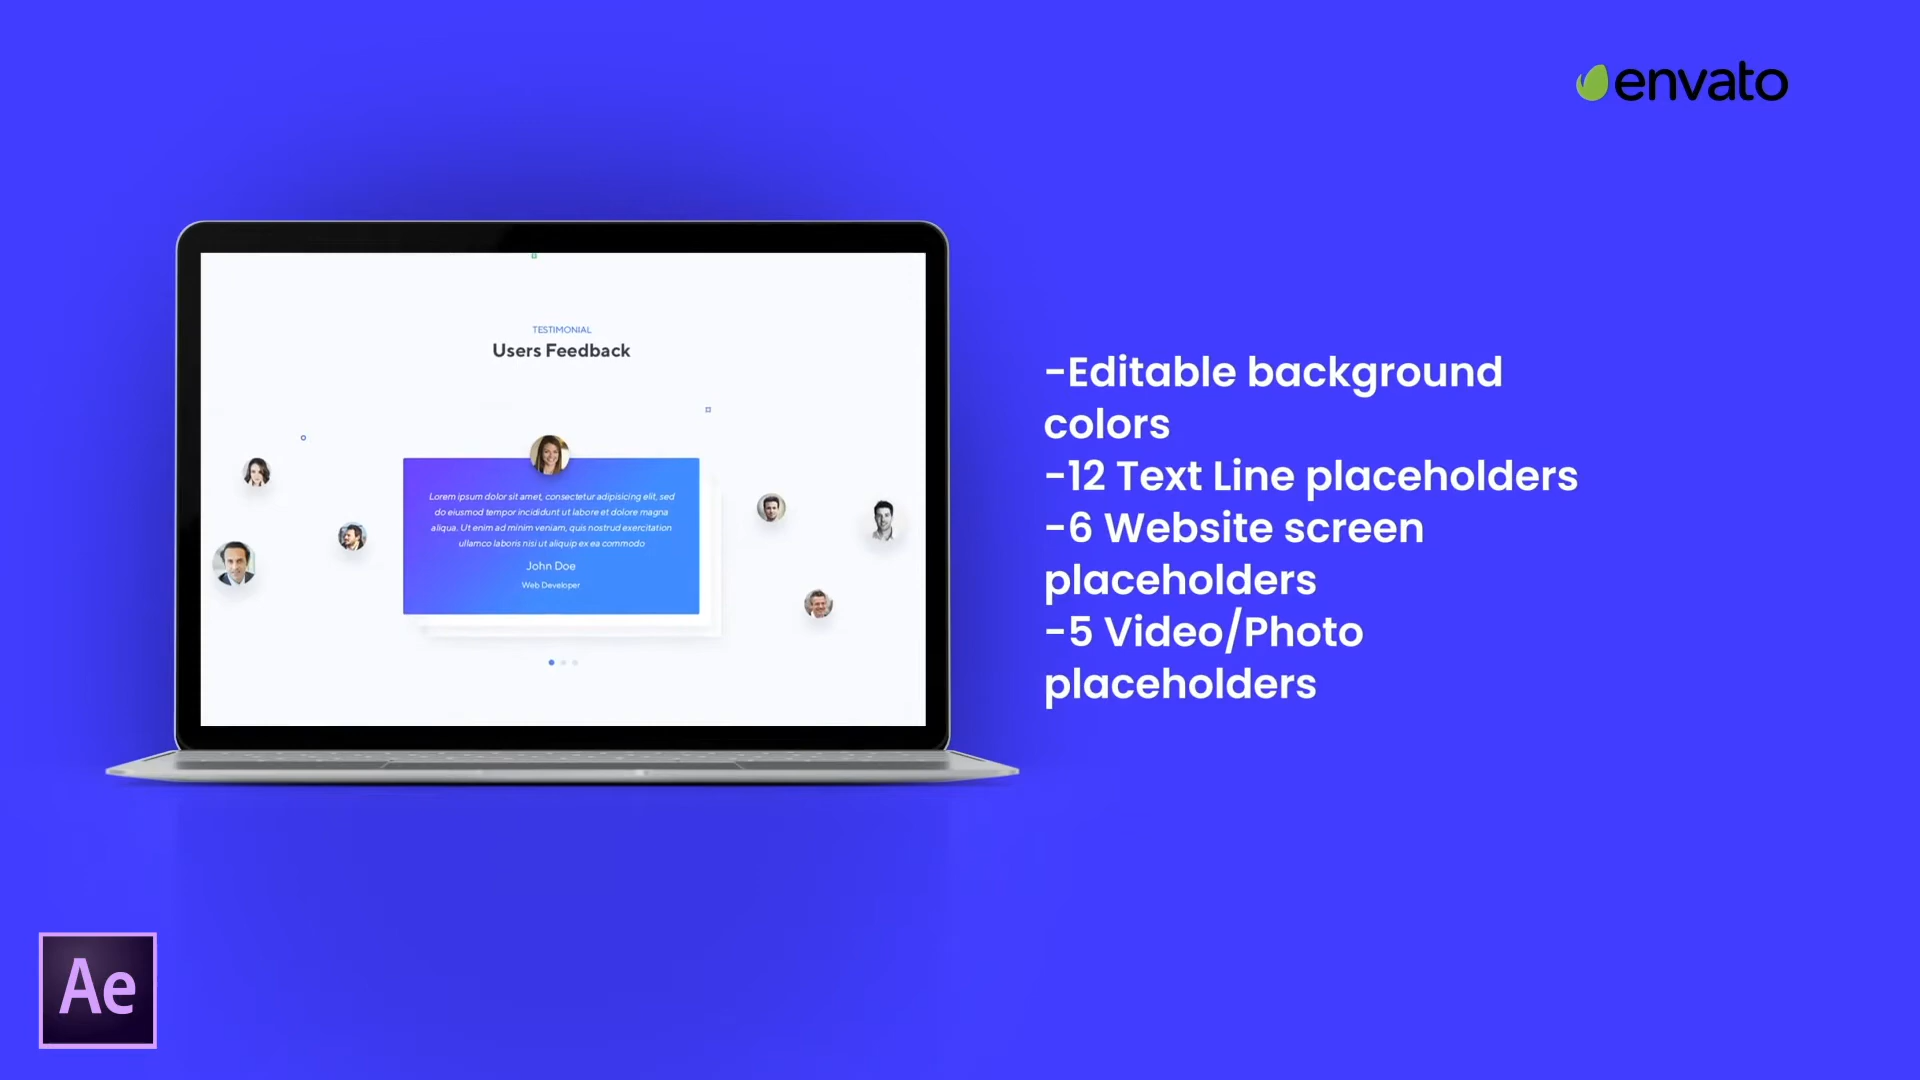 envato
TESTIMONIAL
Users Feedback
Lorem ipsum dolor sit amet, consectetur adipisicing elit, sed
do eiusmod tempor incididunt ut labore et dolore magna
aliqua. Ut enim ad minim veniam, quis nostrud exercitation
ullamco laboris nisi ut aliquip ex ea commodo
John Doe
Web Developer
-Editable background
colors
-12 Text Line placeholders
-6 Website screen
placeholders
-5 Video/Photo
placeholders
Ae